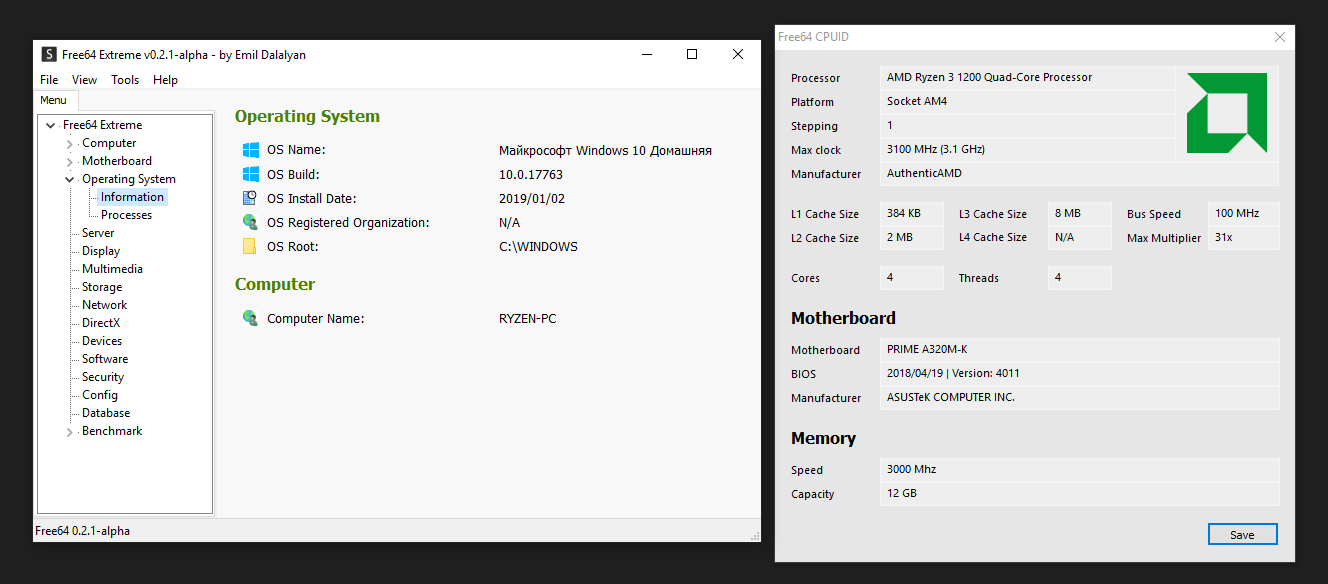 Free64 Extreme v0.2.1-alpha - by Emil Dalalyan
File View Tools Help
Menu
Free64 Extreme
Computer
Motherboard
Operating System
Information
Processes
Server
Display
Multimedia
Storage
Network
DirectX
Devices
Software
Security
Config
Database
Benchmark
Operating System
OS Name: Майкрософт Windows 10 Домашняя
OS Build: 10.0.17763
OS Install Date: 2019/01/02
OS Registered Organization: N/A
OS Root: C:\WINDOWS
Computer
Computer Name: RYZEN-PC
Free64 0.2.1-alpha
Free64 CPUID
Processor AMD Ryzen 3 1200 Quad-Core Processor
Platform Socket AM4
Stepping 1
Max clock 3100 MHz (3.1 GHz)
Manufacturer AuthenticAMD
L1 Cache Size 384 KB L3 Cache Size 8 MB Bus Speed 100 MHz
L2 Cache Size 2 MB L4 Cache Size N/A Max Multiplier 31x
Cores 4 Threads 4
Motherboard
Motherboard PRIME A320M-K
BIOS 2018/04/19 | Version: 4011
Manufacturer ASUSTeK COMPUTER INC.
Memory
Speed 3000 Mhz
Capacity 12 GB
Save